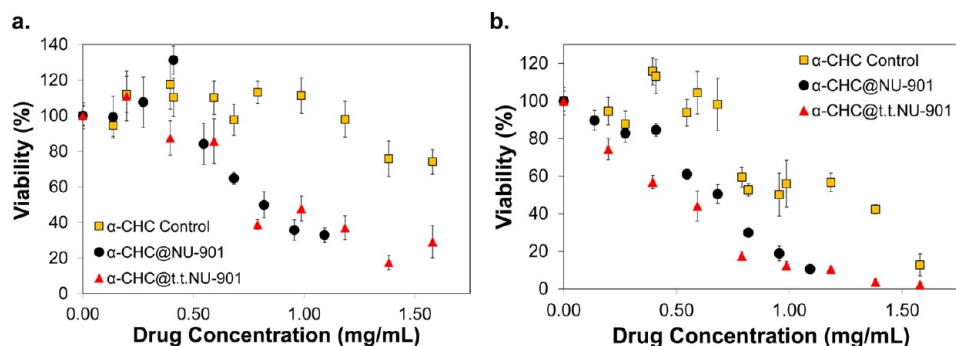 a.
140
120
100
80
60
40
20
0
Viability (%)
α-CHC Control
α-CHC@NU-901
α-CHC@t.t.NU-901
0.00
0.50
1.00
1.50
Drug Concentration (mg/mL)
b.
120
100
80
60
40
20
0
Viability (%)
α-CHC Control
α-CHC@NU-901
α-CHC@t.t.NU-901
0.00
0.50
1.00
1.50
Drug Concentration (mg/mL)